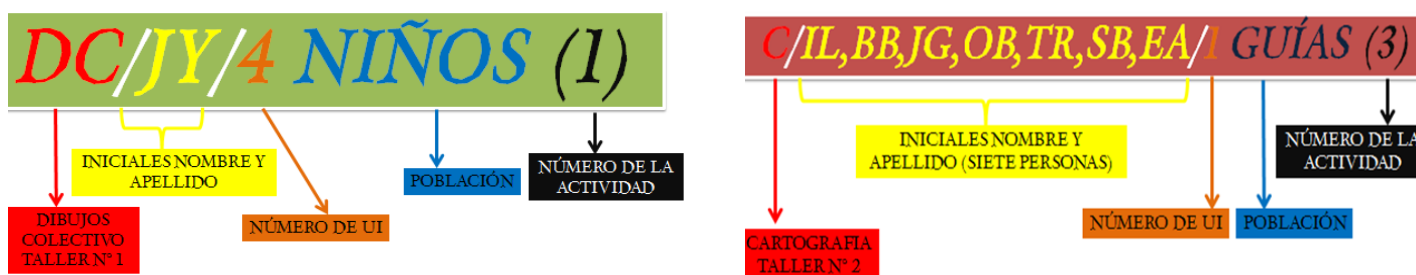 DC/JY/4 NIÑOS (1)
INICIALES NOMBRE Y
APELLIDO
POBLACIÓN
NÚMERO DE LA
ACTIVIDAD
DIBUJOS
COLECTIVO
TALLER Nº 1
NÚMERO DE UI
C/IL,BB,JG,OB,TR,SB,EA/1 GUÍAS (3)
INICIALES NOMBRE Y
APELLIDO (SIETE PERSONAS)
NÚMERO DE LA
ACTIVIDAD
NÚMERO DE UI
POBLACIÓN
CARTOGRAFIA
TALLER Nº 2